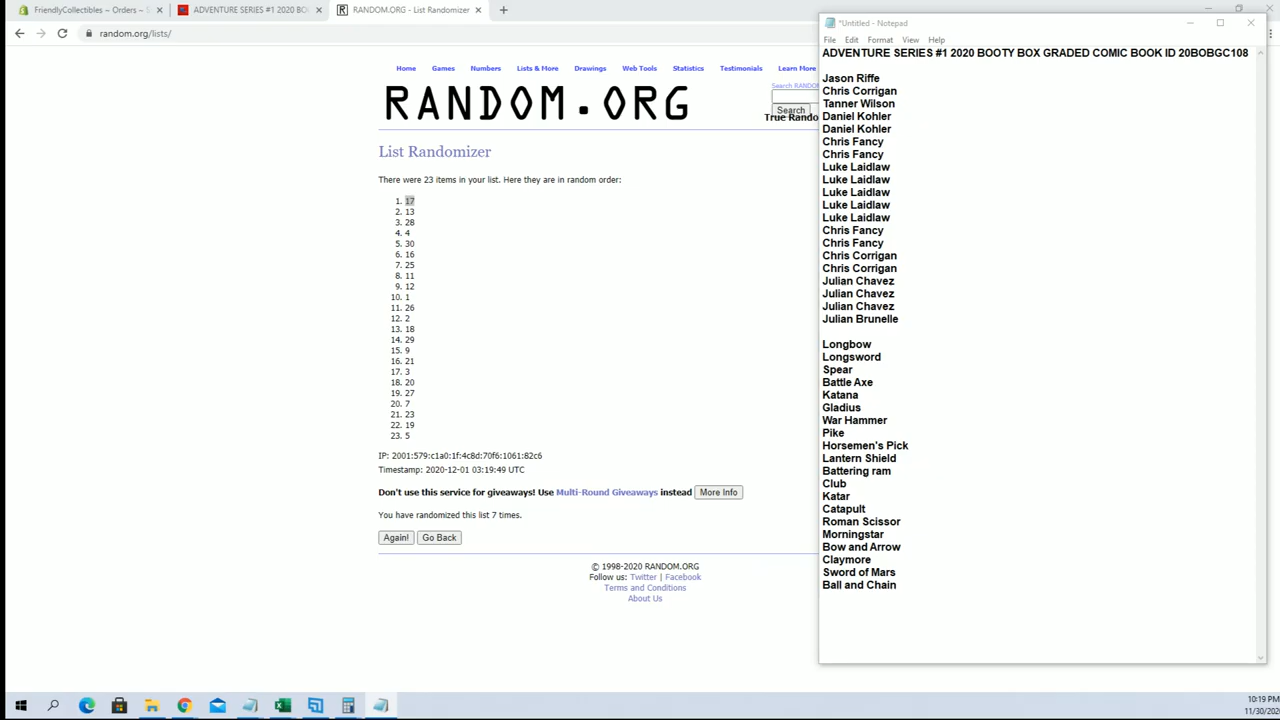 FriendlyCollectibles ~ Orders ~ S
ADVENTURE SERIES #1 2020 BO
RANDOM.ORG - List Randomizer
random.org/lists/
Home Games Numbers Lists & More Drawings Web Tools Statistics Testimonials Learn More
Search RANDO
RANDOM.ORG
Search
True Rando
List Randomizer
There were 23 items in your list. Here they are in random order:
1. 17
2. 13
3. 28
4. 4
5. 30
6. 16
7. 25
8. 11
9. 12
10. 1
11. 26
12. 2
13. 18
14. 29
15. 9
16. 21
17. 3
18. 20
19. 27
20. 7
21. 23
22. 19
23. 5
IP: 2001:579:c1a0:1f:4c8d:70f6:1061:82c6
Timestamp: 2020-12-01 03:19:49 UTC
Don't use this service for giveaways! Use Multi-Round Giveaways instead More Info
You have randomized this list 7 times.
Again! Go Back
© 1998-2020 RANDOM.ORG
Follow us: Twitter | Facebook
Terms and Conditions
About Us
*Untitled - Notepad
File Edit Format View Help
ADVENTURE SERIES #1 2020 BOOTY BOX GRADED COMIC BOOK ID 20BOBGC108
Jason Riffe
Chris Corrigan
Tanner Wilson
Daniel Kohler
Daniel Kohler
Chris Fancy
Chris Fancy
Luke Laidlaw
Luke Laidlaw
Luke Laidlaw
Luke Laidlaw
Luke Laidlaw
Chris Fancy
Chris Fancy
Chris Corrigan
Chris Corrigan
Julian Chavez
Julian Chavez
Julian Chavez
Julian Brunelle
Longbow
Longsword
Spear
Battle Axe
Katana
Gladius
War Hammer
Pike
Horsemen's Pick
Lantern Shield
Battering ram
Club
Katar
Catapult
Roman Scissor
Morningstar
Bow and Arrow
Claymore
Sword of Mars
Ball and Chain
10:19 PM
11/30/202